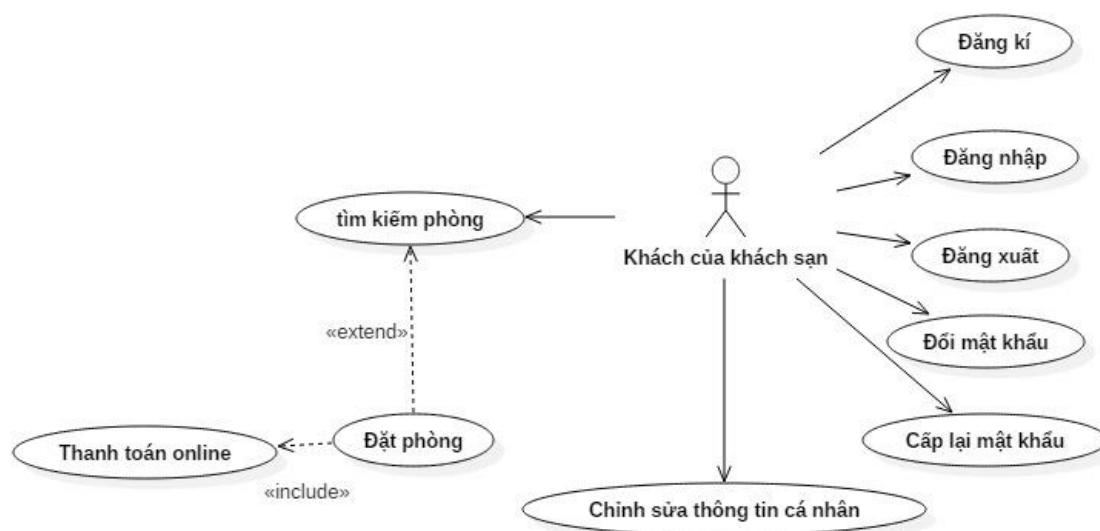 Đăng kí
Đăng nhập
tìm kiếm phòng
Khách của khách sạn
Đăng xuất
«extend»
Đổi mật khẩu
Thanh toán online
Đặt phòng
Cấp lại mật khẩu
«include»
Chỉnh sửa thông tin cá nhân